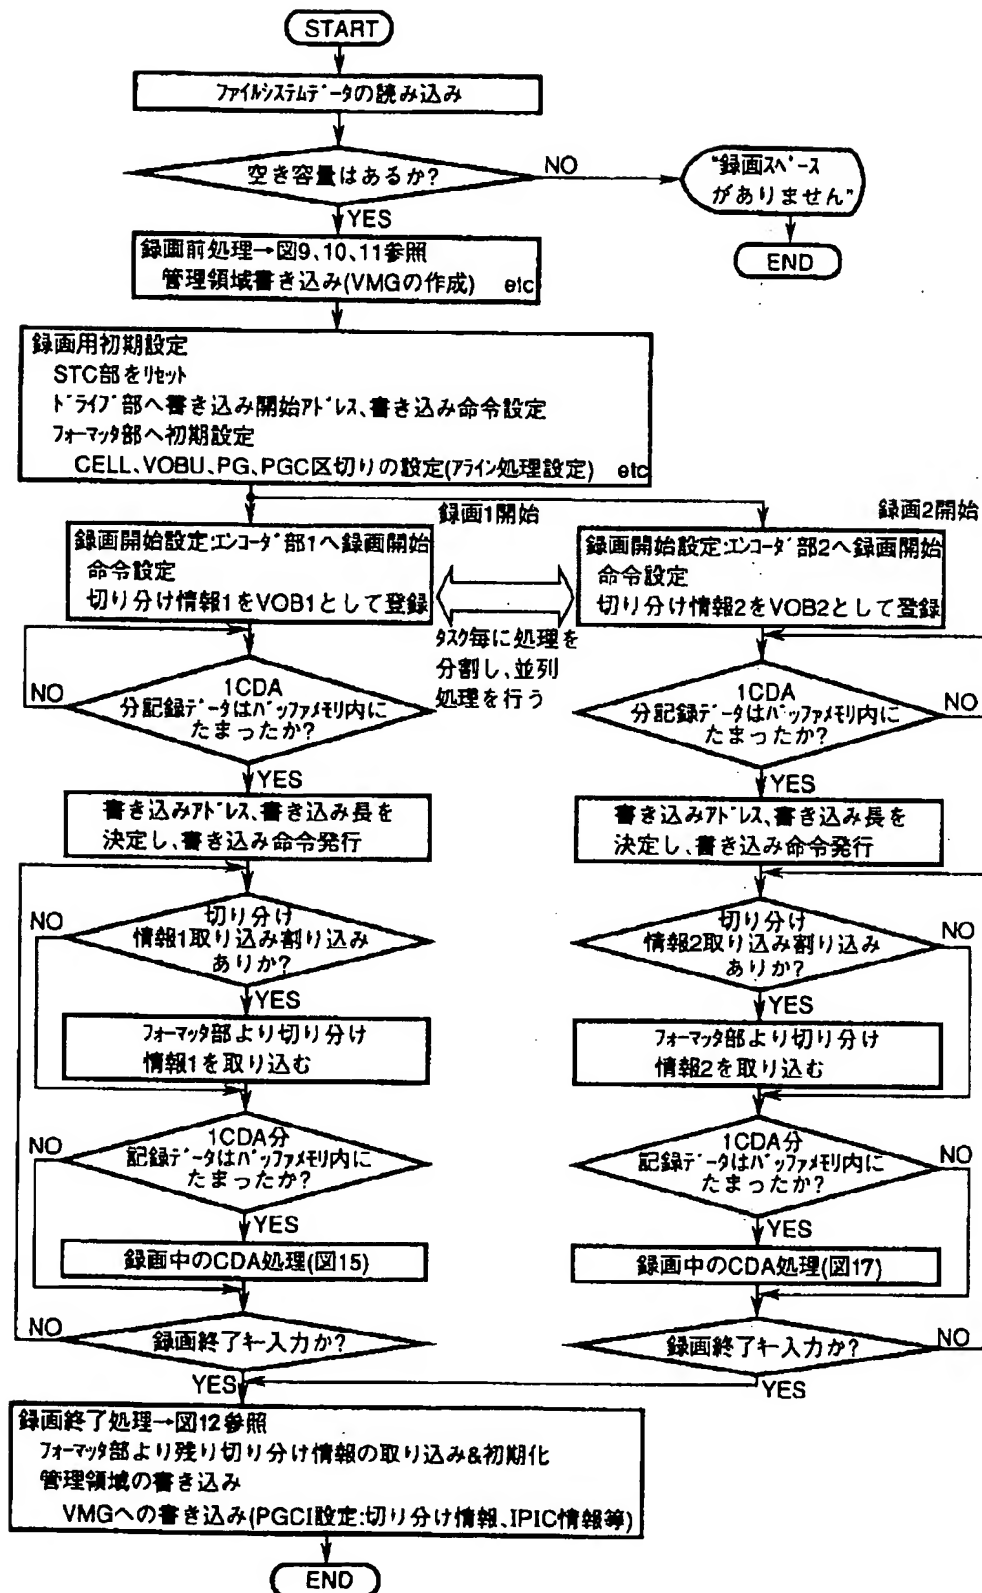 START
ファイルシステムデータの読み込み
空き容量はあるか?
NO
"録画スペース
がありません"
END
YES
録画前処理→図9、10、11参照
管理領域書き込み(VMGの作成) etc
録画用初期設定
STC部をリセット
ドライブ部へ書き込み開始アドレス、書き込み命令設定
フォーマッタ部へ初期設定
CELL、VOBU、PG、PGC区切りの設定(アライン処理設定) etc
録画1開始
録画2開始
録画開始設定:エンコーダ部1へ録画開始
命令設定
切り分け情報1をVOB1として登録
録画開始設定:エンコーダ部2へ録画開始
命令設定
切り分け情報2をVOB2として登録
タスク毎に処理を
分割し、並列
処理を行う
NO
1CDA
分記録データはバッファメモリ内に
たまったか?
YES
1CDA
分記録データはバッファメモリ内に
たまったか?
NO
YES
書き込みアドレス、書き込み長を
決定し、書き込み命令発行
書き込みアドレス、書き込み長を
決定し、書き込み命令発行
NO
切り分け
情報1取り込み割り込み
ありか?
YES
切り分け
情報2取り込み割り込み
ありか?
NO
YES
フォーマッタ部より切り分け
情報1を取り込む
フォーマッタ部より切り分け
情報2を取り込む
NO
1CDA分
記録データはバッファメモリ内に
たまったか?
YES
1CDA分
記録データはバッファメモリ内に
たまったか?
NO
YES
録画中のCDA処理(図15)
録画中のCDA処理(図17)
NO
録画終了キー入力か?
YES
録画終了キー入力か?
NO
YES
録画終了処理→図12参照
フォーマッタ部より残り切り分け情報の取り込み&初期化
管理領域の書き込み
VMGへの書き込み(PGCI設定:切り分け情報、IPIC情報等)
END